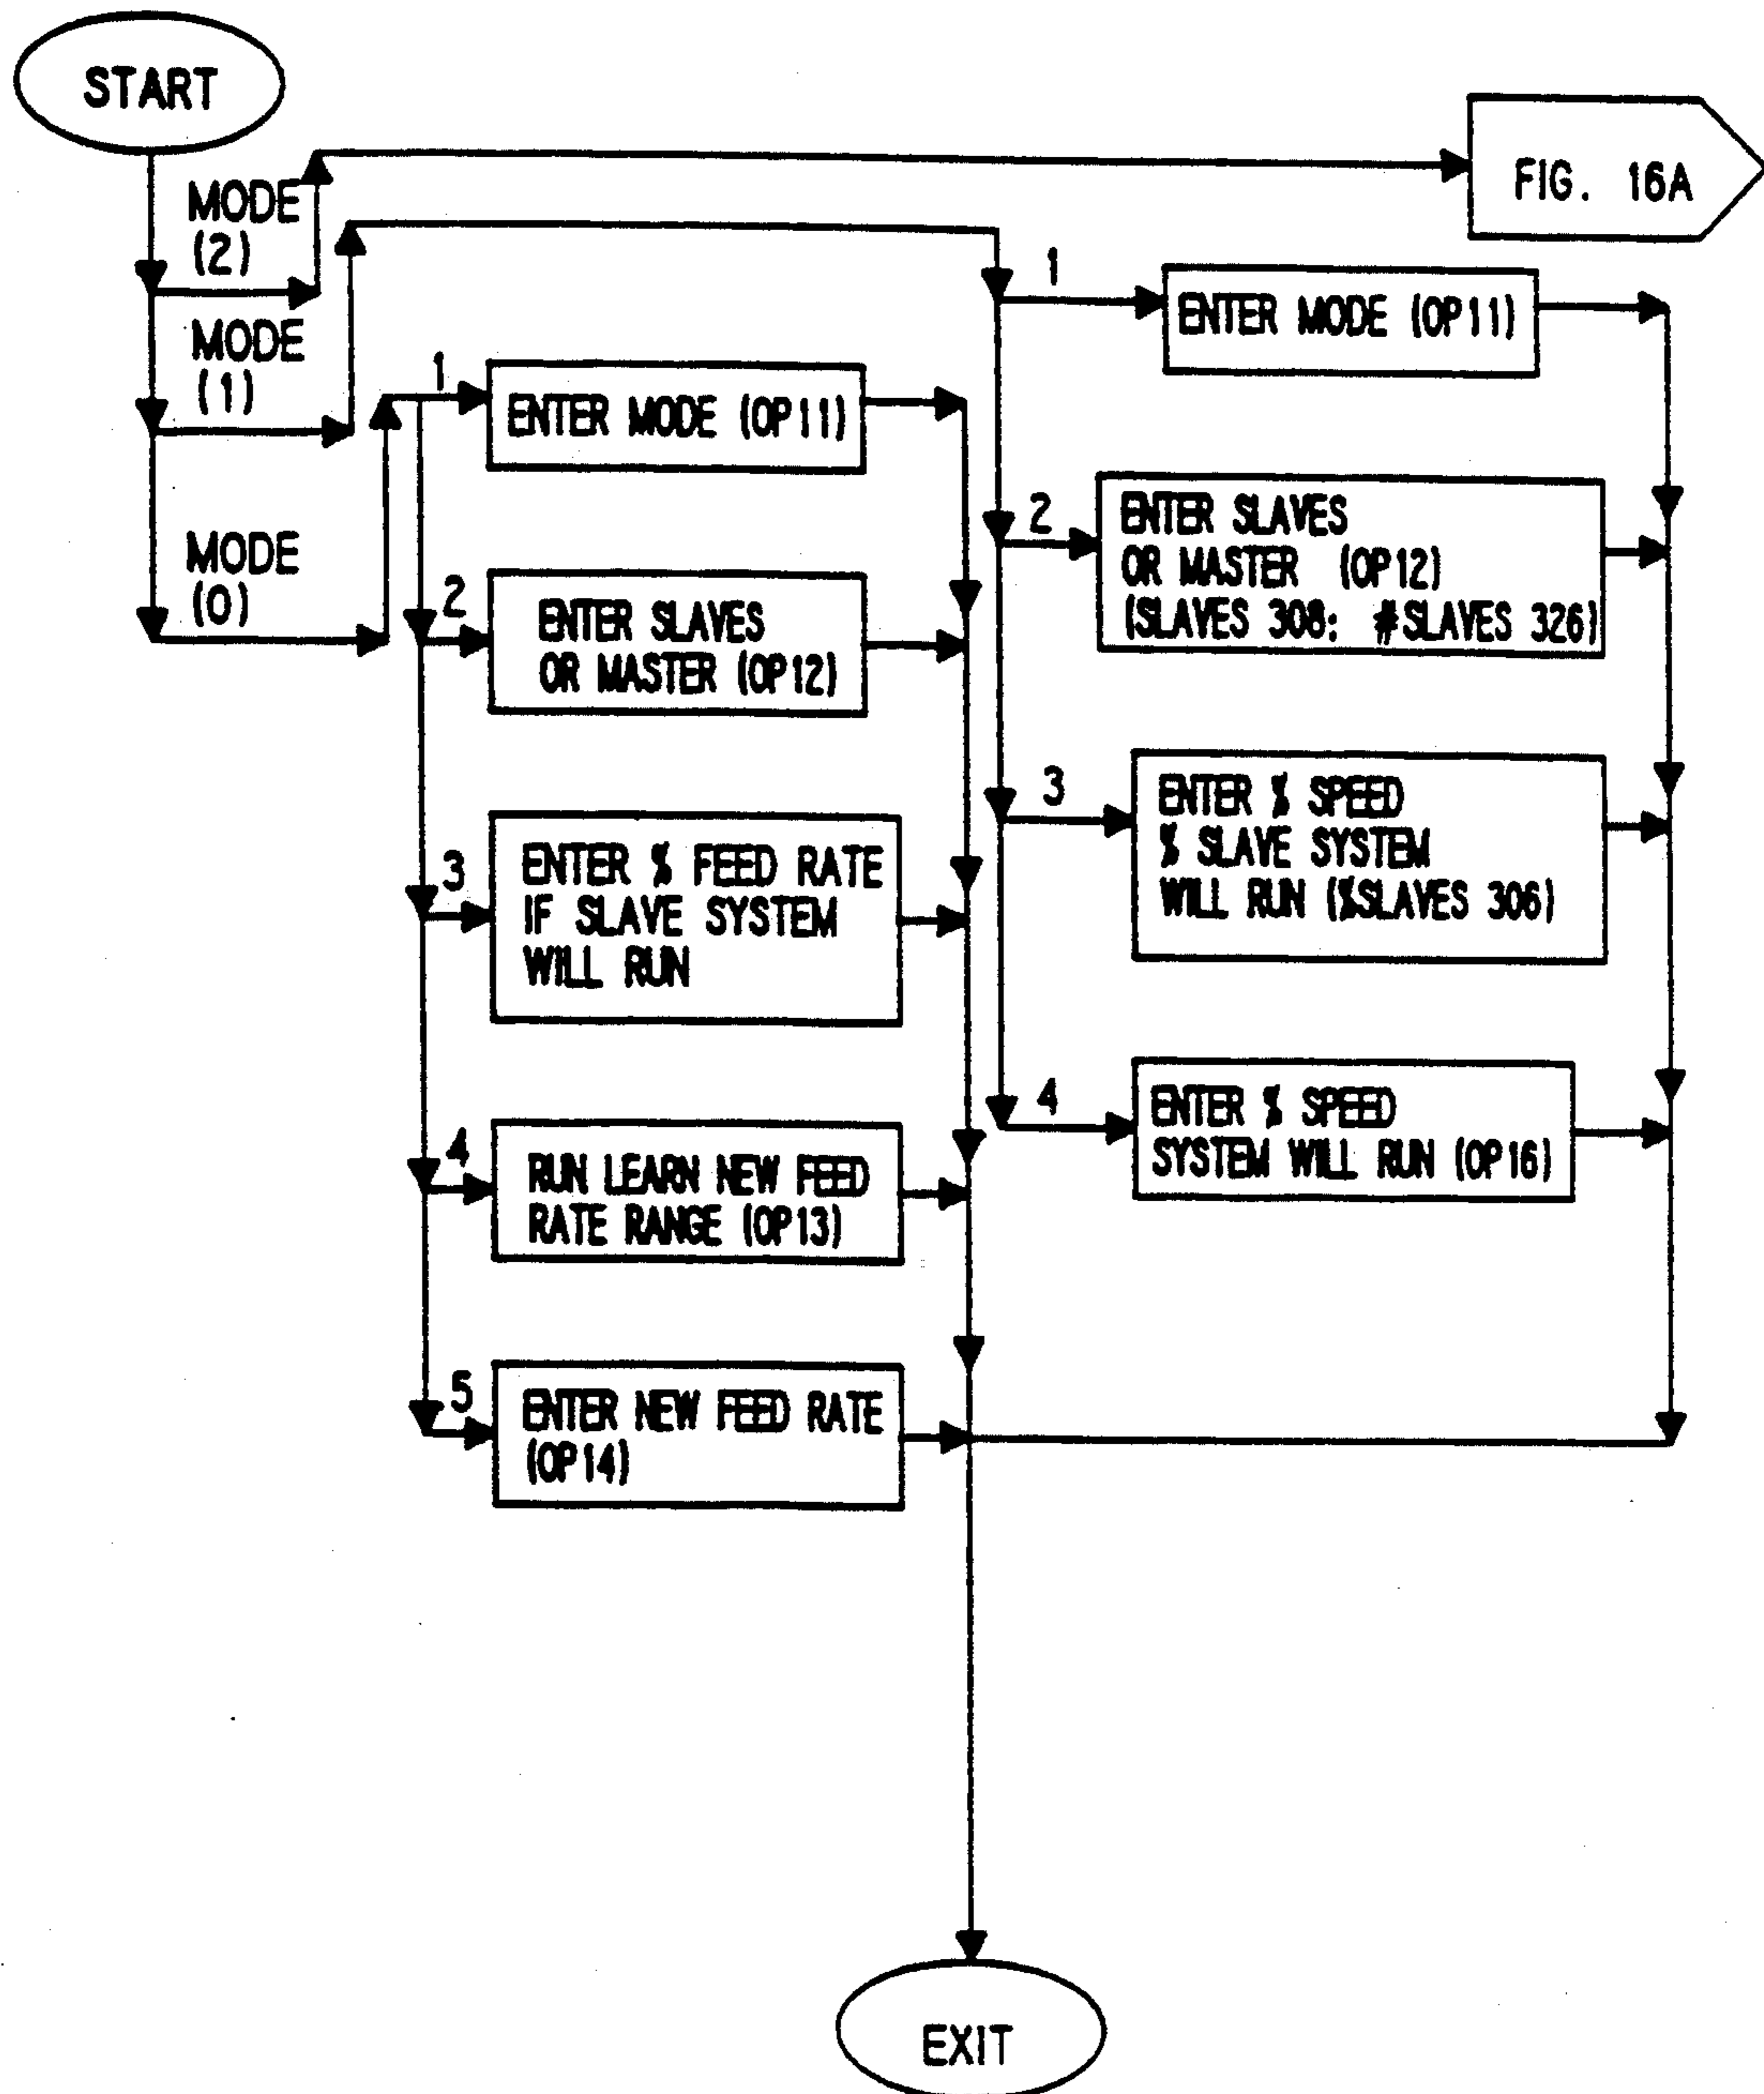 START
FIG. 16A
MODE
(2)
MODE
(1)
MODE
(0)
1
ENTER MODE (OP11)
2
ENTER SLAVES
OR MASTER (OP12)
3
ENTER % FEED RATE
IF SLAVE SYSTEM
WILL RUN
4
RUN LEARN NEW FEED
RATE RANGE (OP13)
5
ENTER NEW FEED RATE
(OP14)
1
ENTER MODE (OP11)
2
ENTER SLAVES
OR MASTER (OP12)
(SLAVES 308: #SLAVES 326)
3
ENTER % SPEED
% SLAVE SYSTEM
WILL RUN (%SLAVES 306)
4
ENTER % SPEED
SYSTEM WILL RUN (OP16)
EXIT